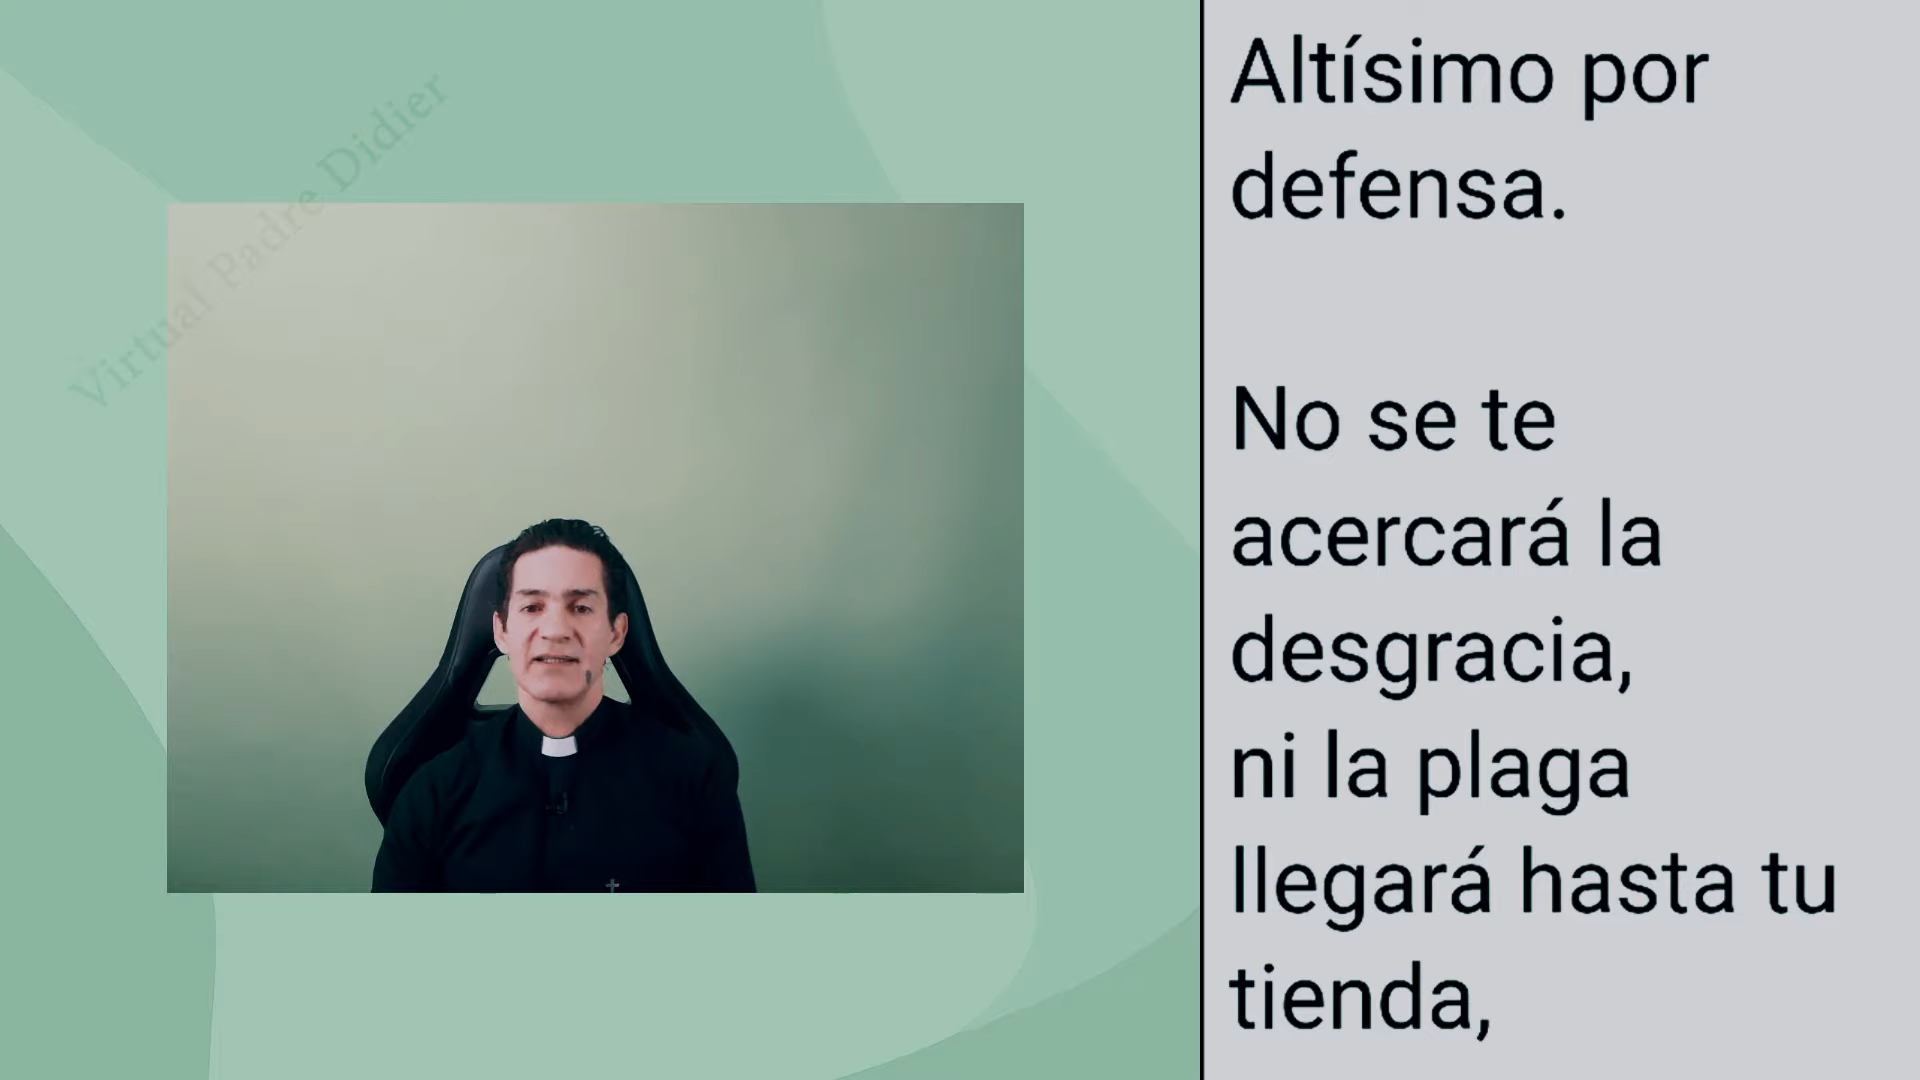 Virtual Padre Didier
Altísimo por
defensa.
No se te
acercará la
desgracia,
ni la plaga
llegará hasta tu
tienda,